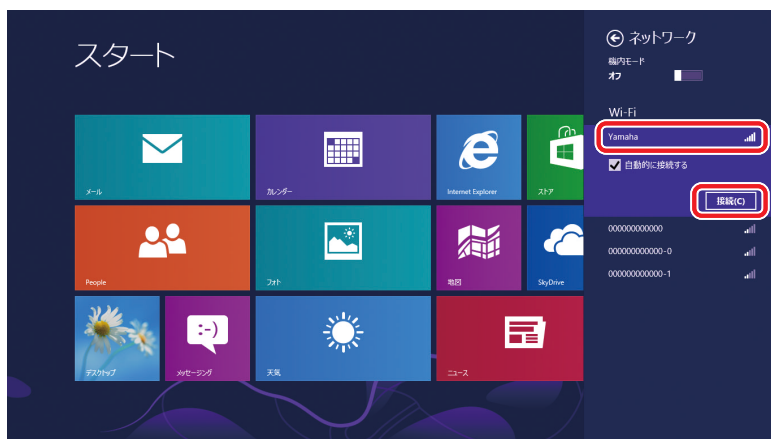 スタート
メール
カレンダー
Internet Explorer
ストア
People
フォト
地図
SkyDrive
デスクトップ
:-)
メッセージング
天気
ニュース
ネットワーク
機内モード
オフ
Wi-Fi
Yamaha
自動的に接続する
接続(C)
000000000000
00000000000-0
00000000000-1